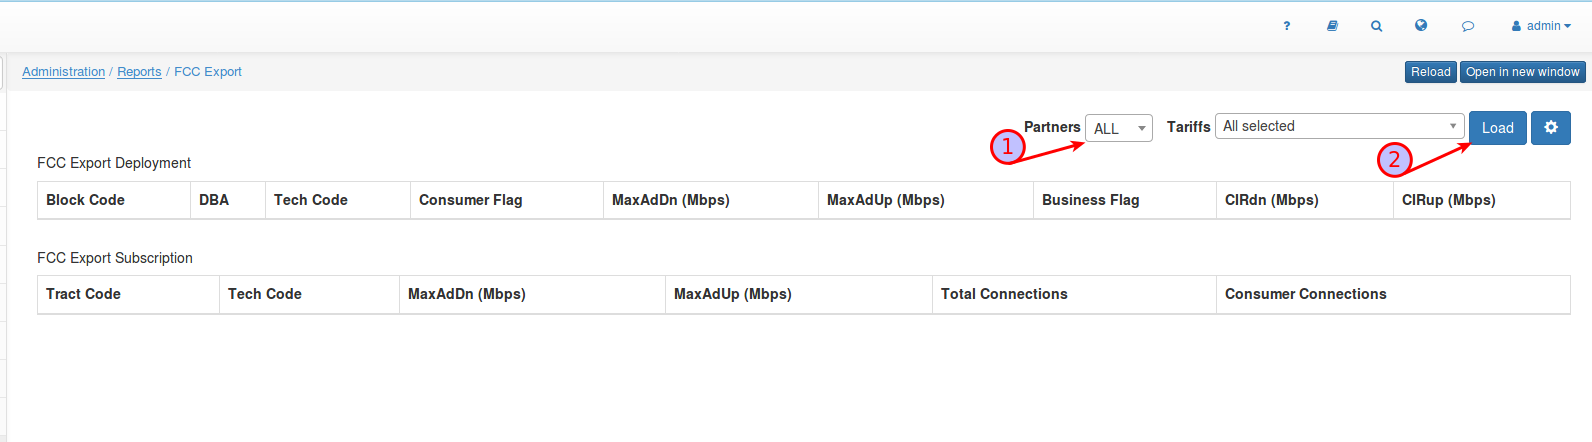 ? admin
Administration / Reports / FCC Export Reload Open in new window
Partners ALL Tariffs All selected Load
1 2
FCC Export Deployment
Block Code DBA Tech Code Consumer Flag MaxAdDn (Mbps) MaxAdUp (Mbps) Business Flag CIRdn (Mbps) CIRup (Mbps)
FCC Export Subscription
Tract Code Tech Code MaxAdDn (Mbps) MaxAdUp (Mbps) Total Connections Consumer Connections